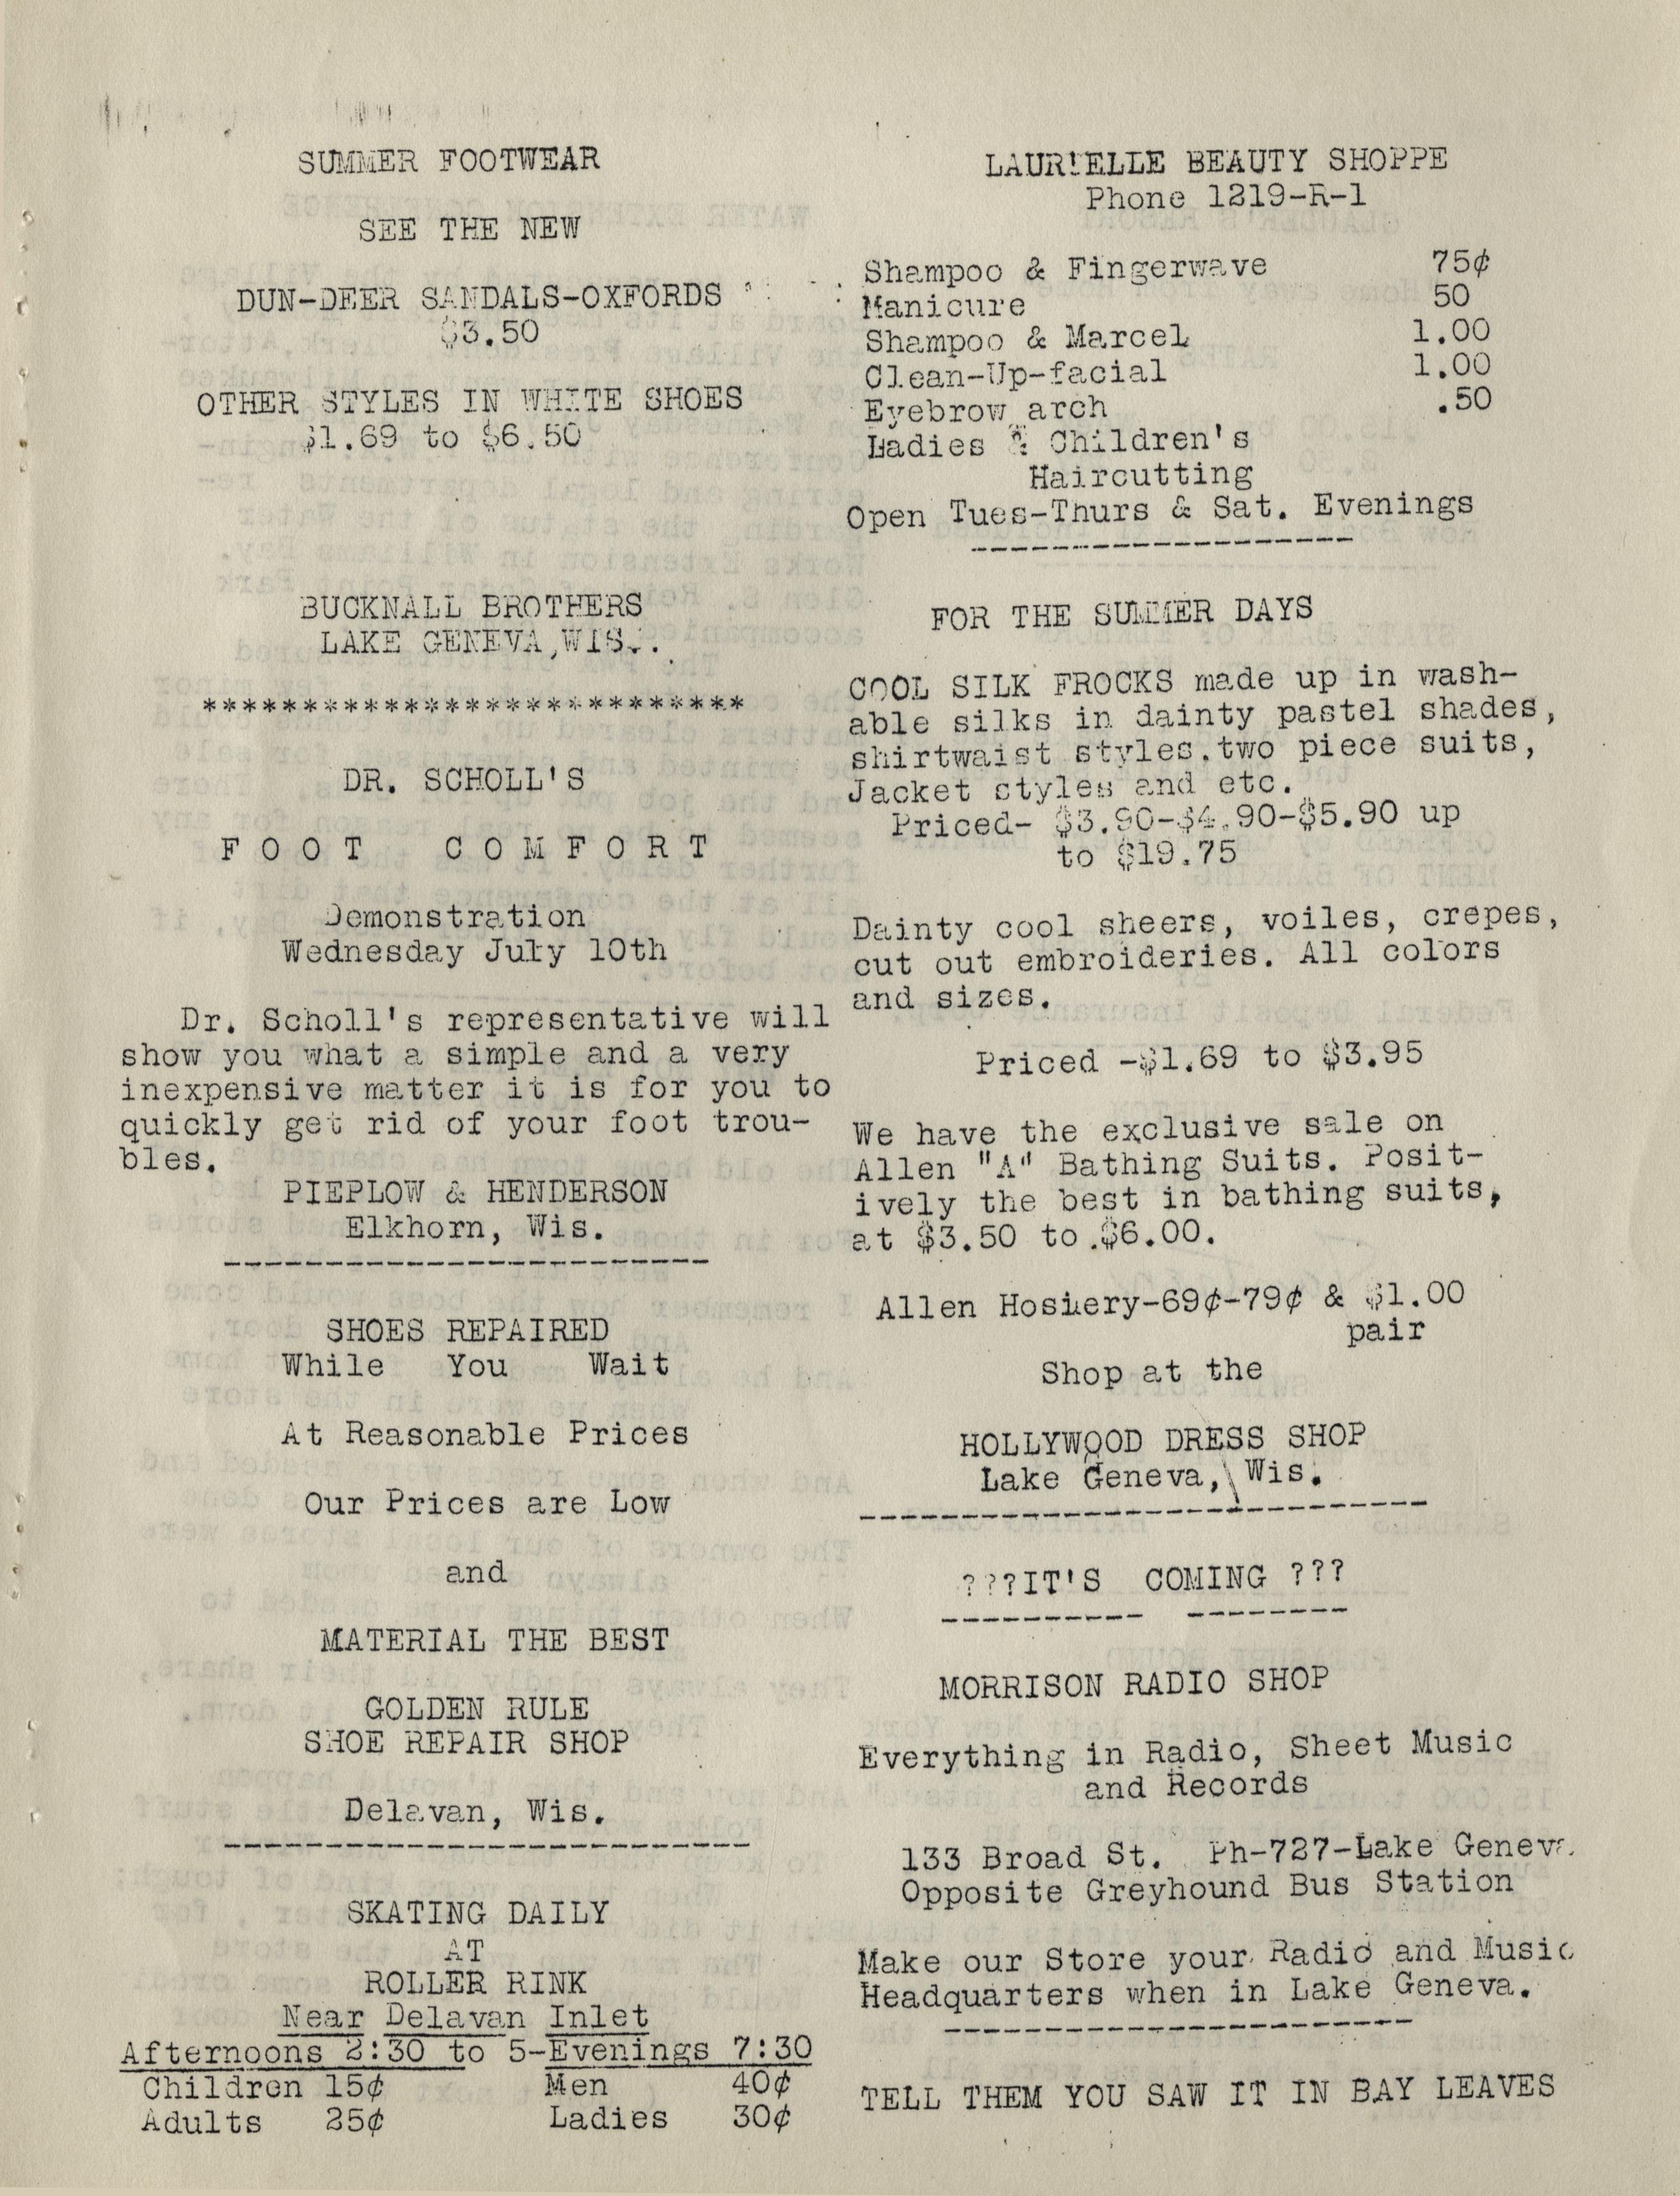 SUMMER FOOTWEAR
SEE THE NEW
DUN-DEER SANDALS-OXFORDS
$3.50
OTHER STYLES IN WHITE SHOES
$1.69 to $6.50
BUCKNALL BROTHERS
LAKE GENEVA,WIS..
***************************
DR. SCHOLL'S
F O O T   C O M F O R T
Demonstration
Wednesday July 10th
Dr. Scholl's representative will
show you what a simple and a very
inexpensive matter it is for you to
quickly get rid of your foot trou-
bles.
PIEPLOW & HENDERSON
Elkhorn, Wis.
------------------------
SHOES REPAIRED
While   You    Wait
At Reasonable Prices
Our Prices are Low
and
MATERIAL THE BEST
GOLDEN RULE
SHOE REPAIR SHOP
Delavan, Wis.
--------------------------
SKATING DAILY
AT
ROLLER RINK
Near Delavan Inlet
Afternoons 2:30 to 5-Evenings 7:30
Children 15¢        Men      40¢
Adults   25¢        Ladies   30¢
LAURIELLE BEAUTY SHOPPE
Phone 1219-R-1
Shampoo & Fingerwave        75¢
Manicure                    50
Shampoo & Marcel           1.00
Clean-Up-facial            1.00
Eyebrow arch                .50
Ladies & Children's
Haircutting
Open Tues-Thurs & Sat. Evenings
-------------------
FOR THE SUMMER DAYS
COOL SILK FROCKS made up in wash-
able silks in dainty pastel shades,
shirtwaist styles.two piece suits,
Jacket styles and etc.
Priced- $3.90-$4.90-$5.90 up
to $19.75
Dainty cool sheers, voiles, crepes,
cut out embroideries. All colors
and sizes.
Priced -$1.69 to $3.95
We have the exclusive sale on
Allen "A" Bathing Suits. Posit-
ively the best in bathing suits,
at $3.50 to $6.00.
Allen Hosiery-69¢-79¢ & $1.00
pair
Shop at the
HOLLYWOOD DRESS SHOP
Lake Geneva, Wis.
----------------------------
???IT'S  COMING ???
----------  --------
MORRISON RADIO SHOP
Everything in Radio, Sheet Music
and Records
133 Broad St.  Ph-727-Lake Geneva
Opposite Greyhound Bus Station
Make our Store your Radio and Music
Headquarters when in Lake Geneva.
-----------------------
TELL THEM YOU SAW IT IN BAY LEAVES